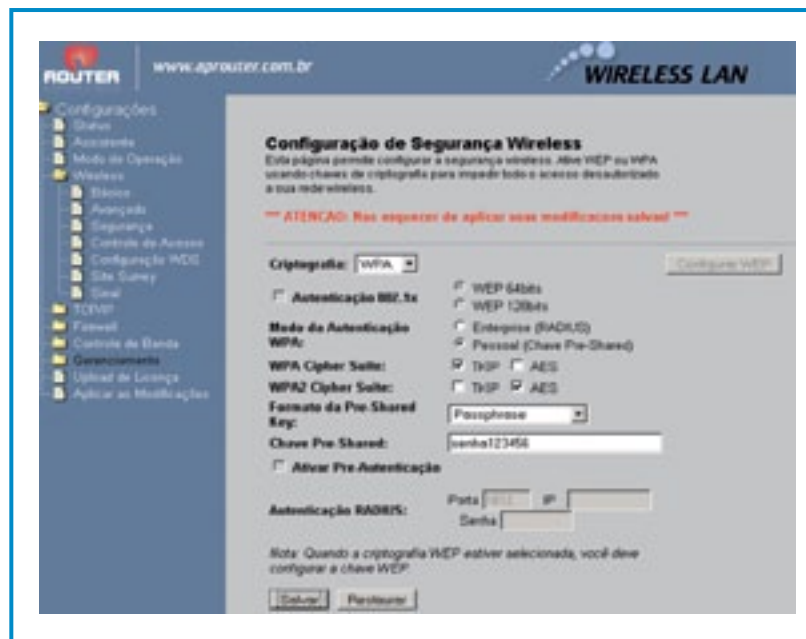 ROUTER
www.aprouter.com.br
WIRELESS LAN
Configurações
Status
Assistente
Modo de Operação
Wireless
Básico
Avançado
Segurança
Controle de Acesso
Configuração WDS
Site Survey
Sinal
TCP/IP
Firewall
Controle de Banda
Gerenciamento
Upload de Licença
Aplicar as Modificações
Configuração de Segurança Wireless
Esta página permite configurar a segurança wireless. Ative WEP ou WPA
usando chaves de criptografia para impedir todo o acesso desautorizado
a sua rede wireless.
*** ATENCAO: Nao esquecer de aplicar suas modificacoes salvas! ***
Criptografia: WPA
Configurar WEP
Autenticação 802.1x
WEP 64bits
WEP 128bits
Modo da Autenticação
WPA:
Enterprise (RADIUS)
Pessoal (Chave Pre-Shared)
WPA Cipher Suite: TKIP AES
WPA2 Cipher Suite: TKIP AES
Formato da Pre-Shared
Key:
Passphrase
Chave Pre-Shared: senha123456
Ativar Pre-Autenticação
Autenticação RADIUS:
Porta IP
Senha
Nota: Quando a criptografia WEP estiver selecionada, você deve
configurar a chave WEP.
Salvar Restaurar